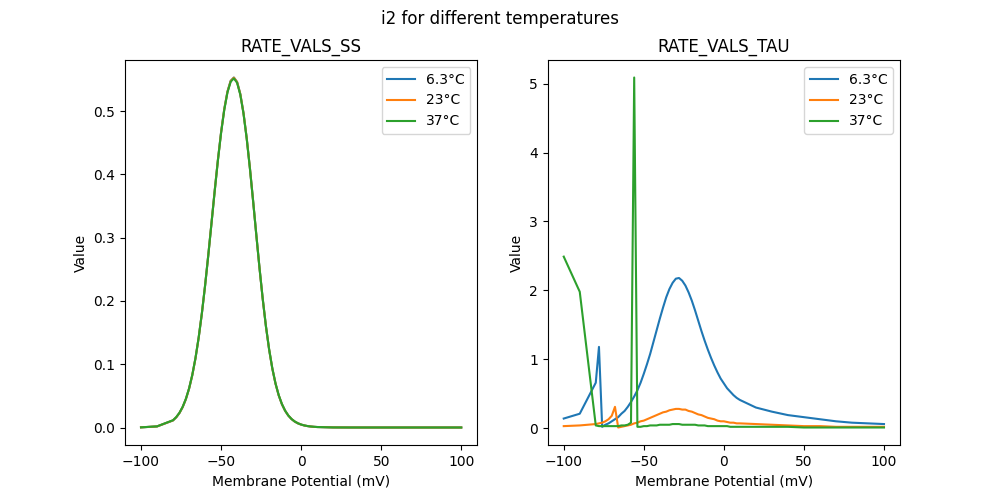 i2 for different temperatures
RATE_VALS_SS
Value
0.5
0.4
0.3
0.2
0.1
0.0
6.3°C
23°C
37°C
−100
−50
0
50
100
Membrane Potential (mV)
RATE_VALS_TAU
Value
5
4
3
2
1
0
6.3°C
23°C
37°C
−100
−50
0
50
100
Membrane Potential (mV)